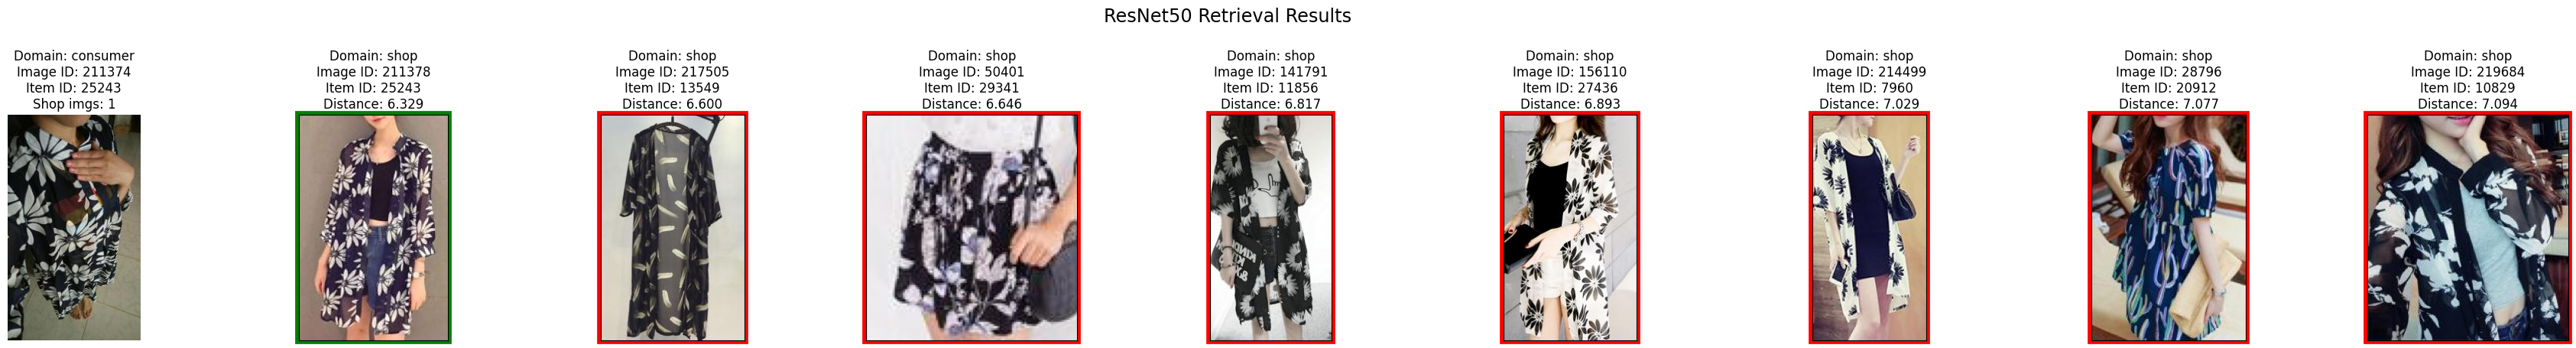 ResNet50 Retrieval Results
Domain: consumer
Image ID: 211374
Item ID: 25243
Shop imgs: 1
Domain: shop
Image ID: 211378
Item ID: 25243
Distance: 6.329
Domain: shop
Image ID: 217505
Item ID: 13549
Distance: 6.600
Domain: shop
Image ID: 50401
Item ID: 29341
Distance: 6.646
Domain: shop
Image ID: 141791
Item ID: 11856
Distance: 6.817
Domain: shop
Image ID: 156110
Item ID: 27436
Distance: 6.893
Domain: shop
Image ID: 214499
Item ID: 7960
Distance: 7.029
Domain: shop
Image ID: 28796
Item ID: 20912
Distance: 7.077
Domain: shop
Image ID: 219684
Item ID: 10829
Distance: 7.094